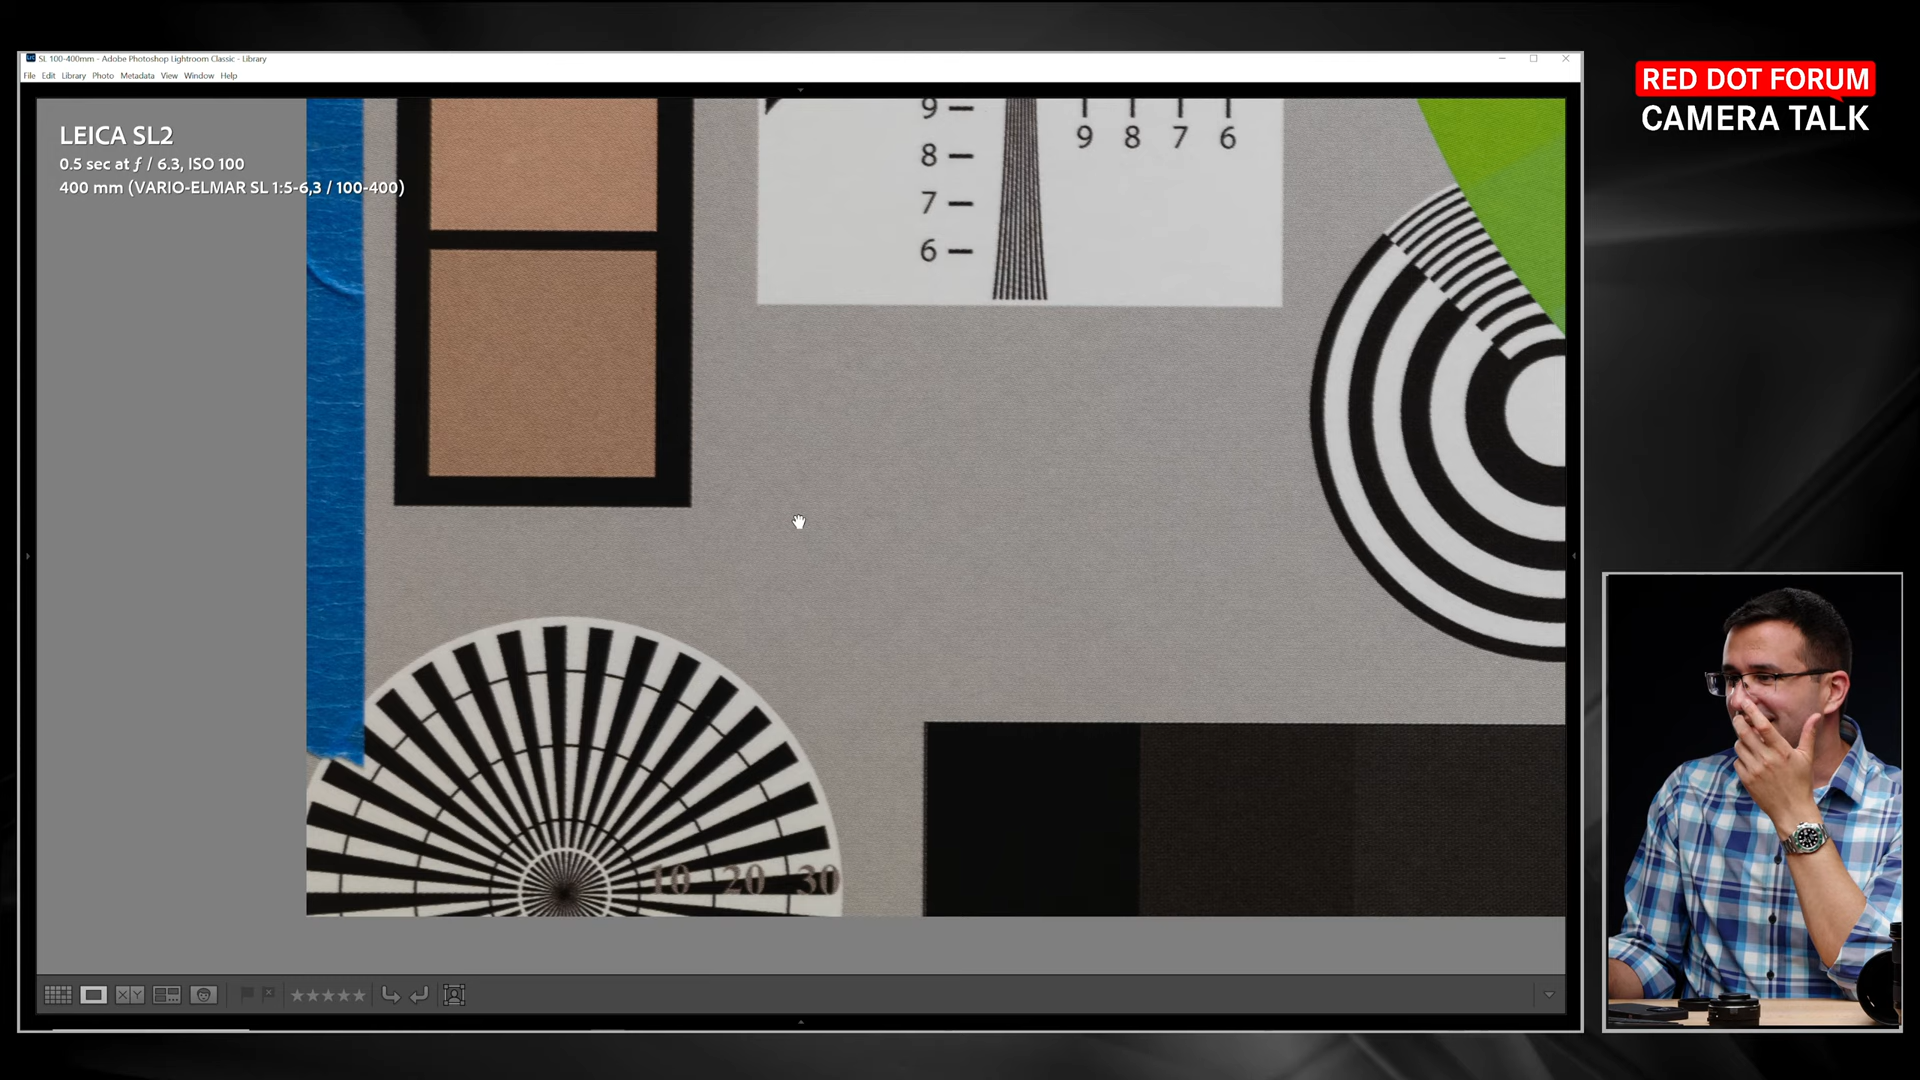 SL 100-400mm - Adobe Photoshop Lightroom Classic - Library
File Edit Library Photo Metadata View Window Help
RED DOT FORUM
CAMERA TALK
LEICA SL2
0.5 sec at ƒ / 6.3, ISO 100
400 mm (VARIO-ELMAR SL 1:5-6,3 / 100-400)
9
8
7
6
9 8 7 6
10 20 30
XY